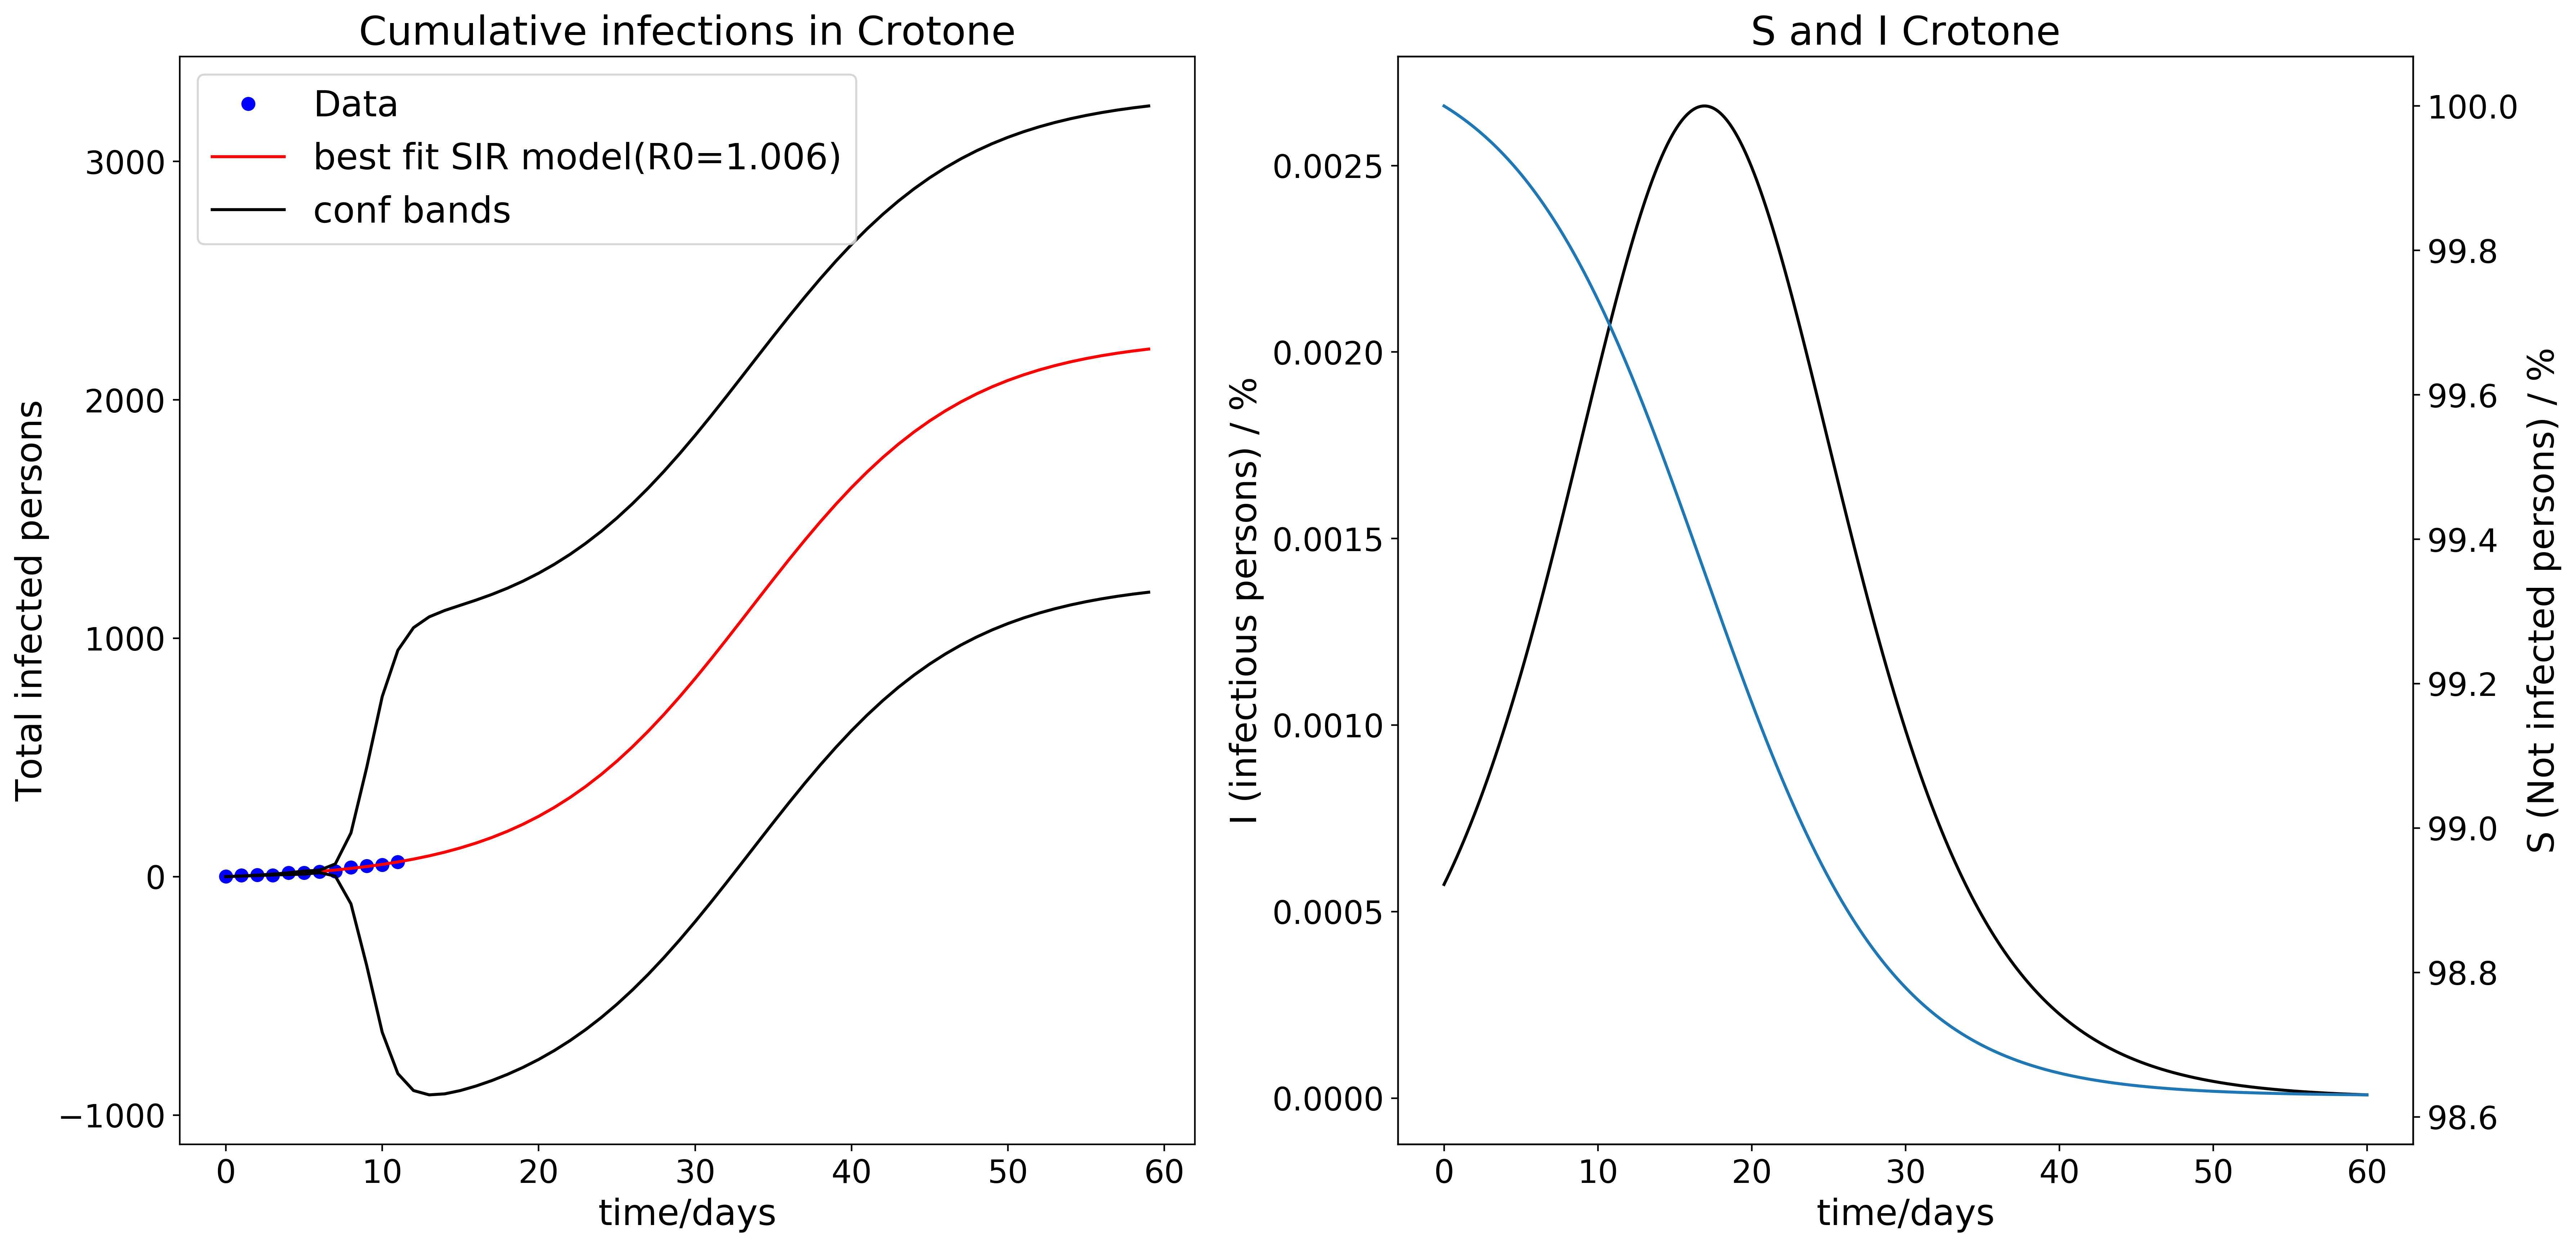 Cumulative infections in Crotone
Data
best fit SIR model(R0=1.006)
conf bands
Total infected persons
3000
2000
1000
0
−1000
0 10 20 30 40 50 60
time/days
S and I Crotone
I (infectious persons) / %
0.0025
0.0020
0.0015
0.0010
0.0005
0.0000
100.0
99.8
99.6
99.4
99.2
99.0
98.8
98.6
S (Not infected persons) / %
0 10 20 30 40 50 60
time/days